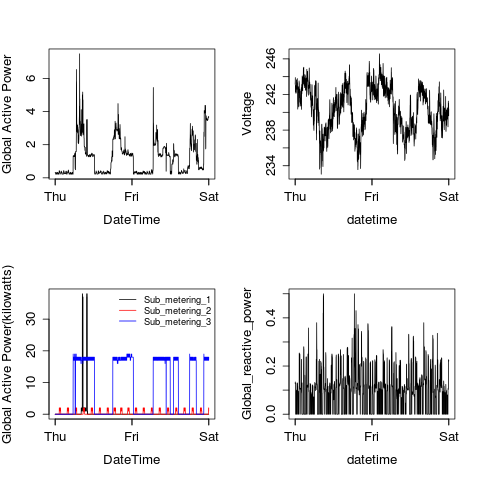 Global Active Power
0 2 4 6
Thu Fri Sat
DateTime
Voltage
234 238 242 246
Thu Fri Sat
datetime
Global Active Power(kilowatts)
0 10 20 30
Sub_metering_1
Sub_metering_2
Sub_metering_3
Thu Fri Sat
DateTime
Global_reactive_power
0.0 0.2 0.4
Thu Fri Sat
datetime